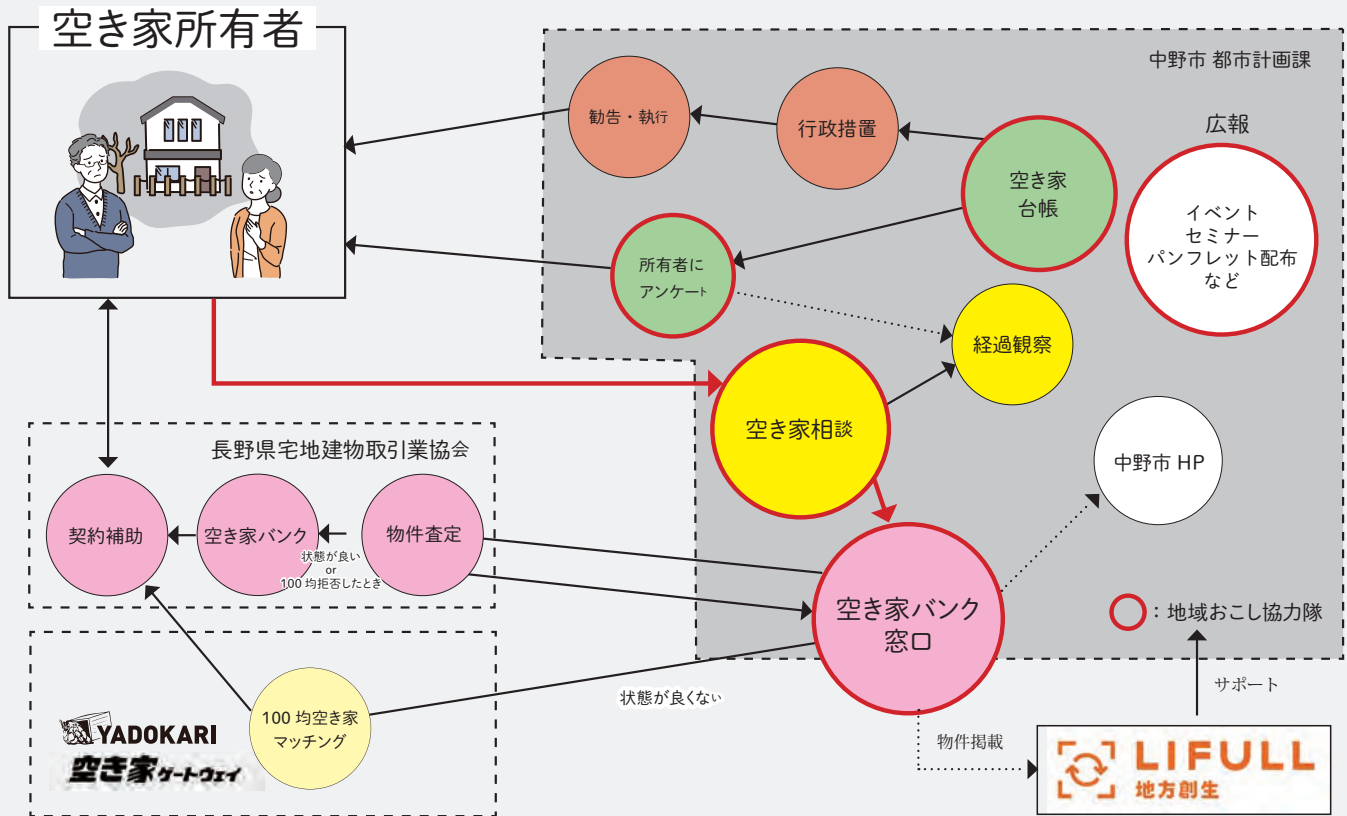 空き家所有者
中野市 都市計画課
勧告・執行
行政措置
空き家
台帳
広報
イベント
セミナー
パンフレット配布
など
所有者に
アンケート
経過観察
空き家相談
中野市 HP
長野県宅地建物取引業協会
契約補助
空き家バンク
物件査定
状態が良い
or
100 均拒否したとき
空き家バンク
窓口
：地域おこし協力隊
サポート
状態が良くない
100 均空き家
マッチング
YADOKARI
空き家ゲートウェイ
物件掲載
LIFULL
地方創生